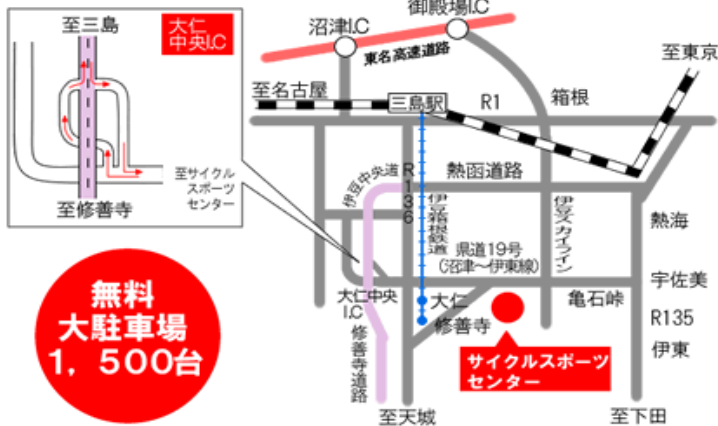 至三島
大仁
中央I.C
至サイクル
スポーツ
センター
至修善寺
無料
大駐車場
1，500台
御殿場I.C
沼津I.C
東名高速道路
至東京
至名古屋
三島駅
R1
箱根
伊豆中央道
R136
熱函道路
伊豆箱根鉄道
伊豆スカイライン
熱海
県道19号
（沼津～伊東線）
宇佐美
大仁中央
I.C
大仁
亀石峠
修善寺
R135
伊東
修善寺道路
サイクルスポーツ
センター
至天城
至下田